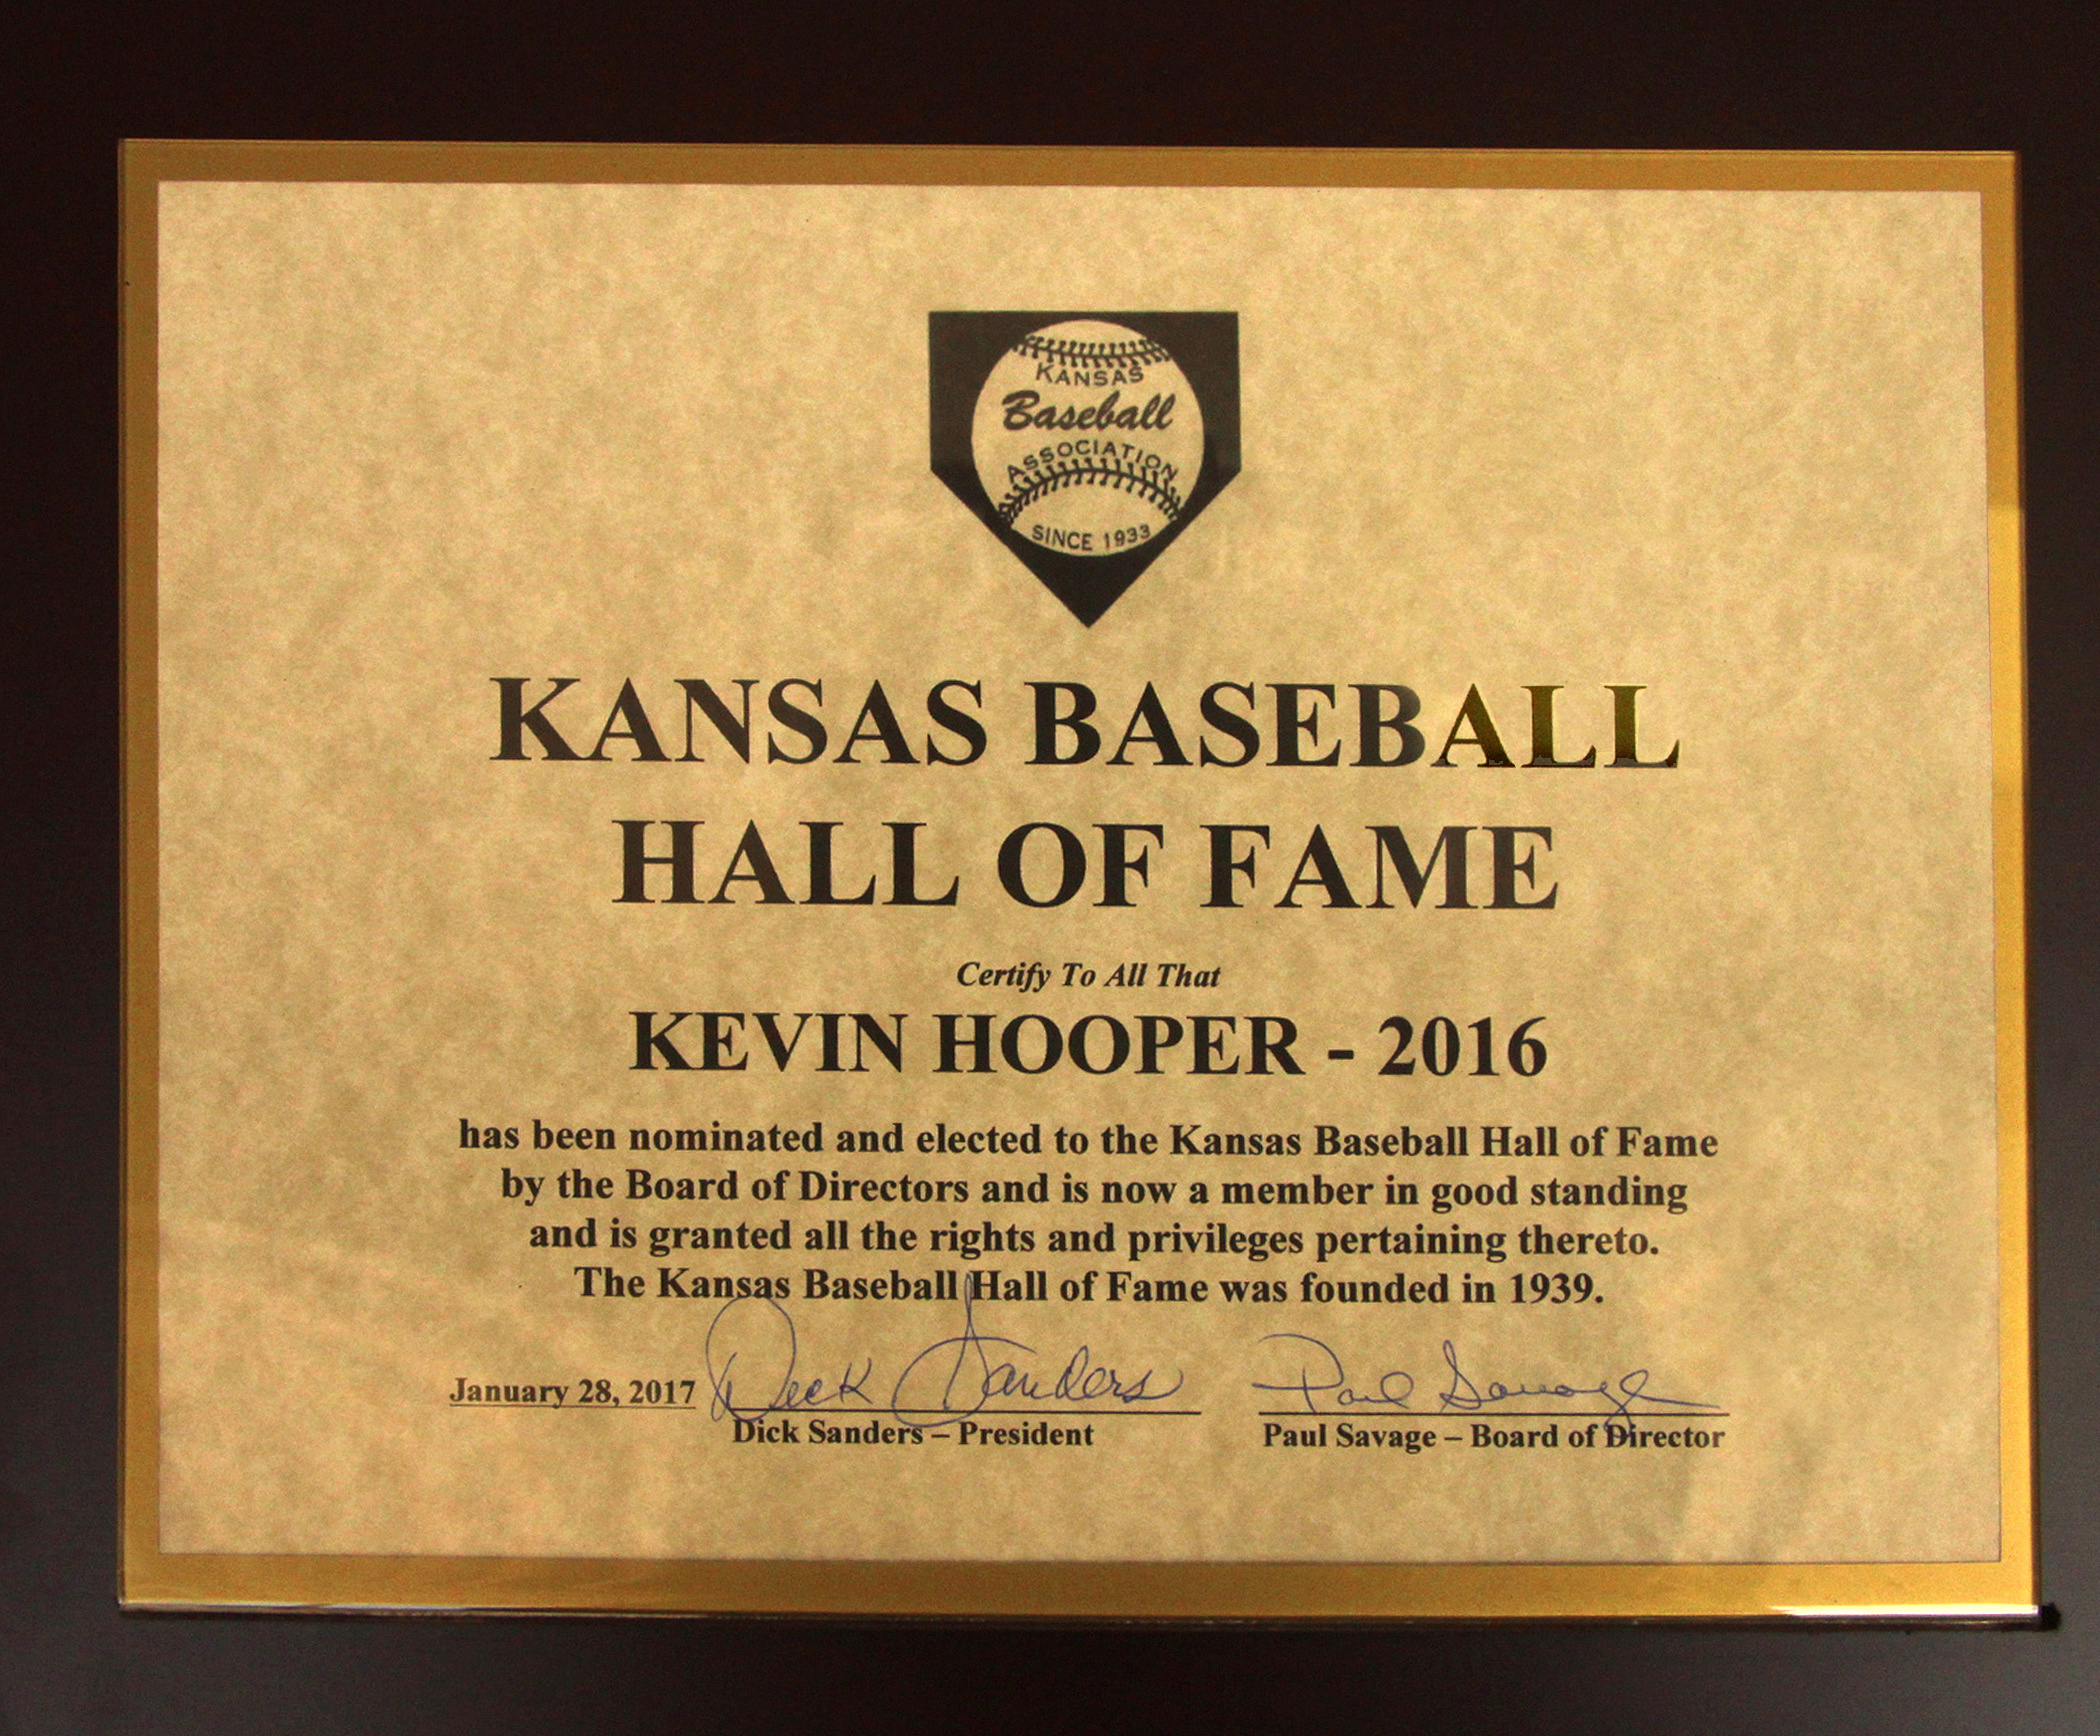 KANSAS
Baseball
ASSOCIATION
SINCE 1933
KANSAS BASEBALL
HALL OF FAME
Certify To All That
KEVIN HOOPER - 2016
has been nominated and elected to the Kansas Baseball Hall of Fame
by the Board of Directors and is now a member in good standing
and is granted all the rights and privileges pertaining thereto.
The Kansas Baseball Hall of Fame was founded in 1939.
January 28, 2017 Dick Sanders Paul Savage
Dick Sanders – President Paul Savage – Board of Director